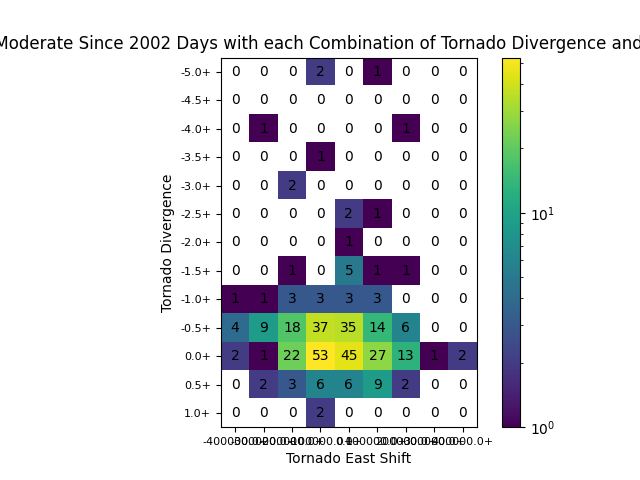 Moderate Since 2002 Days with each Combination of Tornado Divergence and
-5.0+ 0 0 0 2 0 1 0 0 0
-4.5+ 0 0 0 0 0 0 0 0 0
-4.0+ 0 1 0 0 0 0 1 0 0
-3.5+ 0 0 0 1 0 0 0 0 0
-3.0+ 0 0 2 0 0 0 0 0 0
-2.5+ 0 0 0 0 2 1 0 0 0
-2.0+ 0 0 0 0 1 0 0 0 0
-1.5+ 0 0 1 0 5 1 1 0 0
-1.0+ 1 1 3 3 3 3 0 0 0
-0.5+ 4 9 18 37 35 14 6 0 0
0.0+ 2 1 22 53 45 27 13 1 2
0.5+ 0 2 3 6 6 9 2 0 0
1.0+ 0 0 0 2 0 0 0 0 0
Tornado Divergence
Tornado East Shift
10^1
10^0